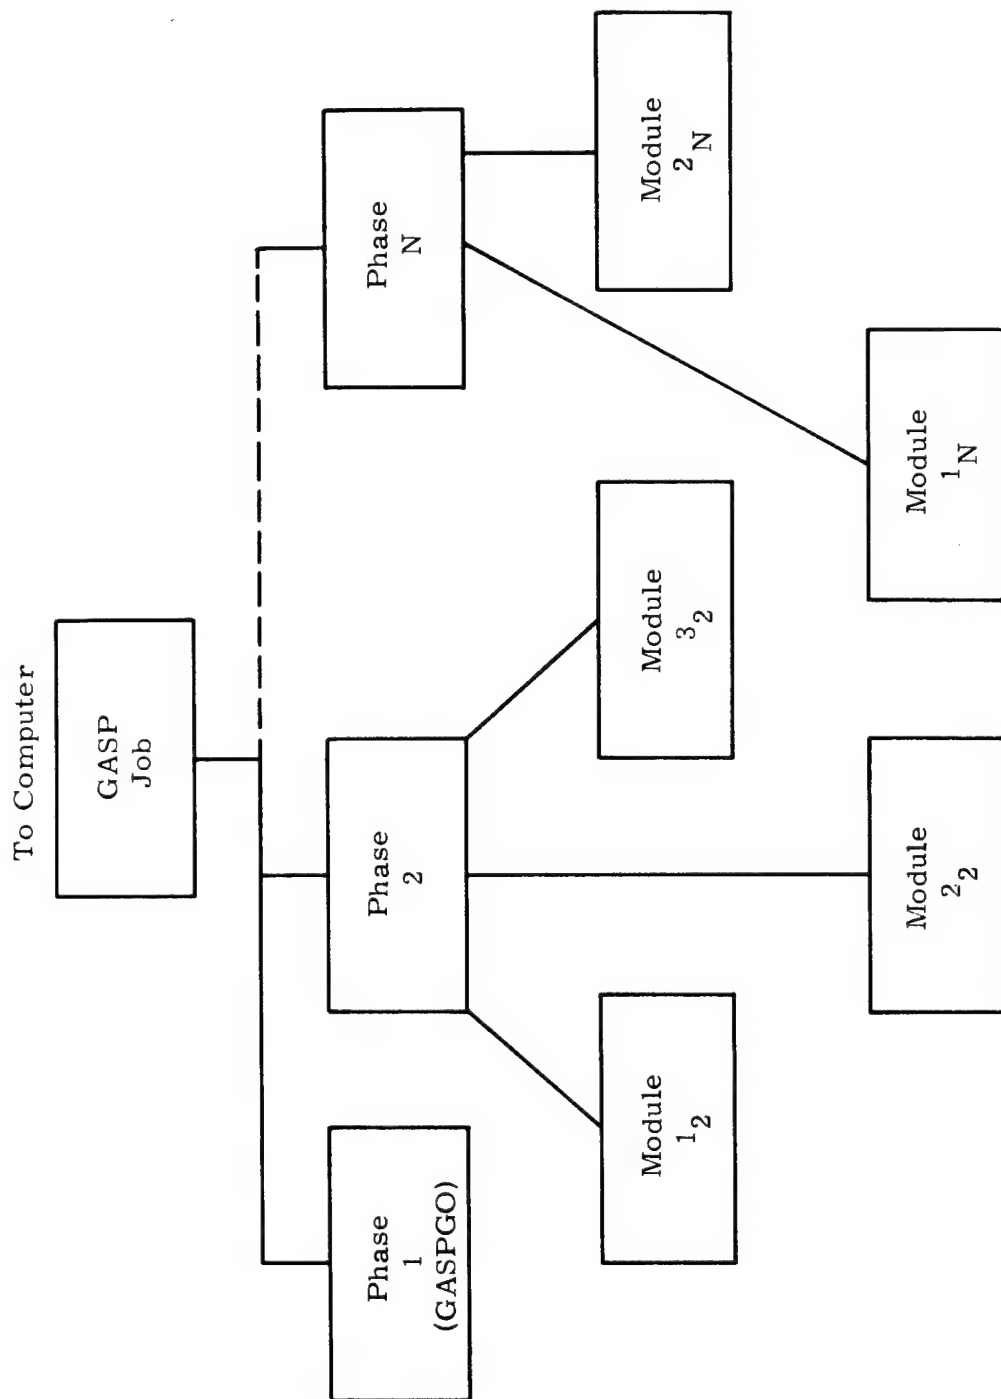 To Computer
GASP
Job
Phase
1
(GASPGO)
Phase
2
Phase
N
Module
1 2
Module
3 2
Module
2 N
Module
2 2
Module
1 N